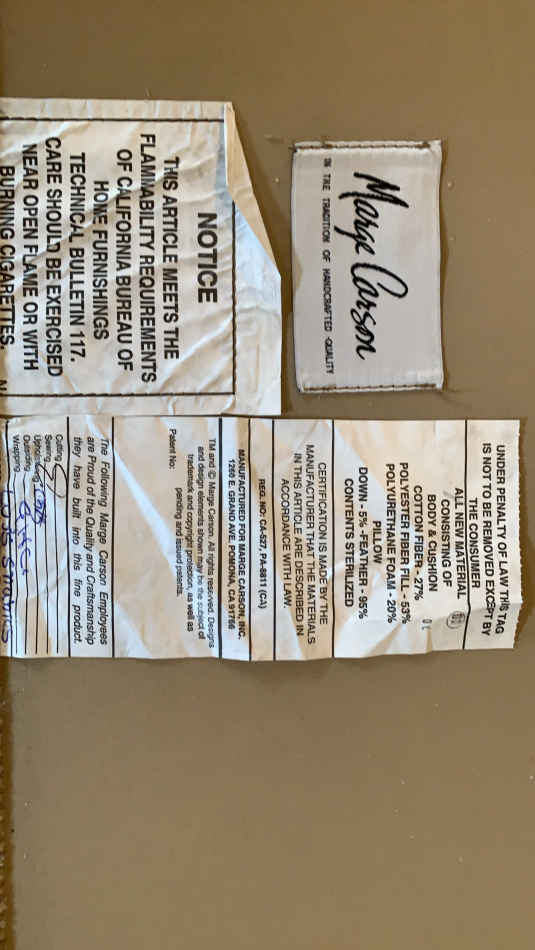 NOTICE
THIS ARTICLE MEETS THE
FLAMMABILITY REQUIREMENTS
OF CALIFORNIA BUREAU OF
HOME FURNISHINGS
TECHNICAL BULLETIN 117.
CARE SHOULD BE EXERCISED
NEAR OPEN FLAME OR WITH
BURNING CIGARETTES.
Marge Carson
IN THE TRADITION OF HANDCRAFTED QUALITY
UNDER PENALTY OF LAW THIS TAG
IS NOT TO BE REMOVED EXCEPT BY
THE CONSUMER
ALL NEW MATERIAL
CONSISTING OF
BODY & CUSHION
COTTON FIBER - 27%
POLYESTER FIBER FILL - 53%
POLYURETHANE FOAM - 20%
PILLOW
DOWN - 5% -FEATHER - 95%
CONTENTS STERILIZED
CERTIFICATION IS MADE BY THE
MANUFACTURER THAT THE MATERIALS
IN THIS ARTICLE ARE DESCRIBED IN
ACCORDANCE WITH LAW.
REG. NO: CA-527, PA-9811 (CA)
MANUFACTURED FOR MARGE CARSON, INC.
1260 E. GRAND AVE. POMONA, CA 91766
TM and © Marge Carson. All rights reserved. Designs
and design elements shown may be the subject of
trademark and copyright protection, as well as
pending and issued patents.
Patent No:
The Following Marge Carson Employees
are Proud of the Quality and Craftsmanship
they have built into this fine product.
Cutting
Sewing
Upholstering
Outsiding
Wrapping